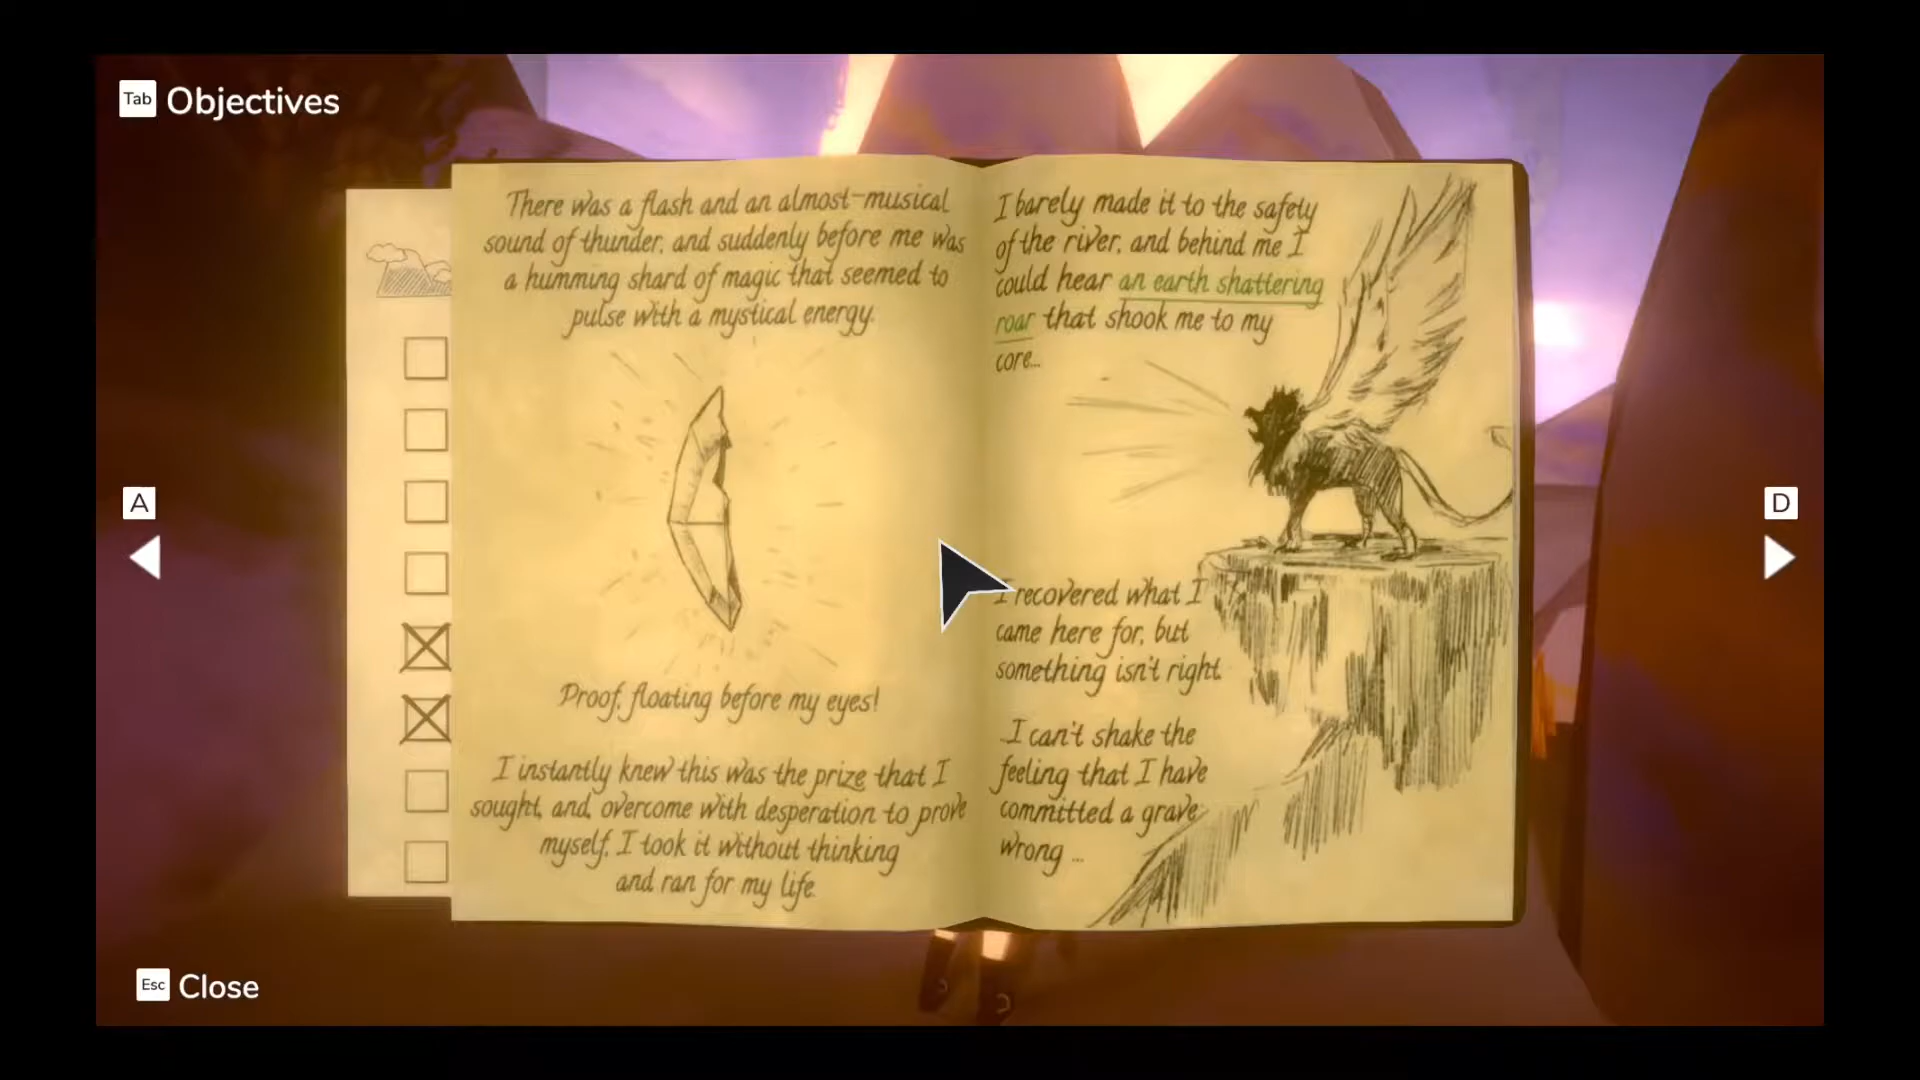 Tab Objectives
There was a flash and an almost-musical
sound of thunder, and suddenly before me was
a humming shard of magic that seemed to
pulse with a mystical energy.
Proof, floating before my eyes!
I instantly knew this was the prize that I
sought, and, overcome with desperation to prove
myself, I took it without thinking
and ran for my life.
I barely made it to the safety
of the river, and behind me I
could hear an earth shattering
roar that shook me to my
core...
I recovered what I
came here for, but
something isn't right.
I can't shake the
feeling that I have
committed a grave
wrong ...
A
D
Esc Close